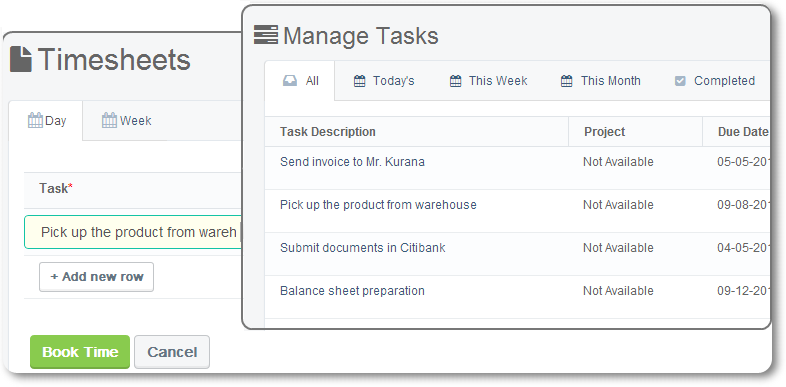 Timesheets
Day Week
Task*
Pick up the product from wareh
+ Add new row
Book Time Cancel
Manage Tasks
All Today's This Week This Month Completed
Task Description Project Due Date
Send invoice to Mr. Kurana Not Available 05-05-201
Pick up the product from warehouse Not Available 09-08-201
Submit documents in Citibank Not Available 04-05-201
Balance sheet preparation Not Available 09-12-201